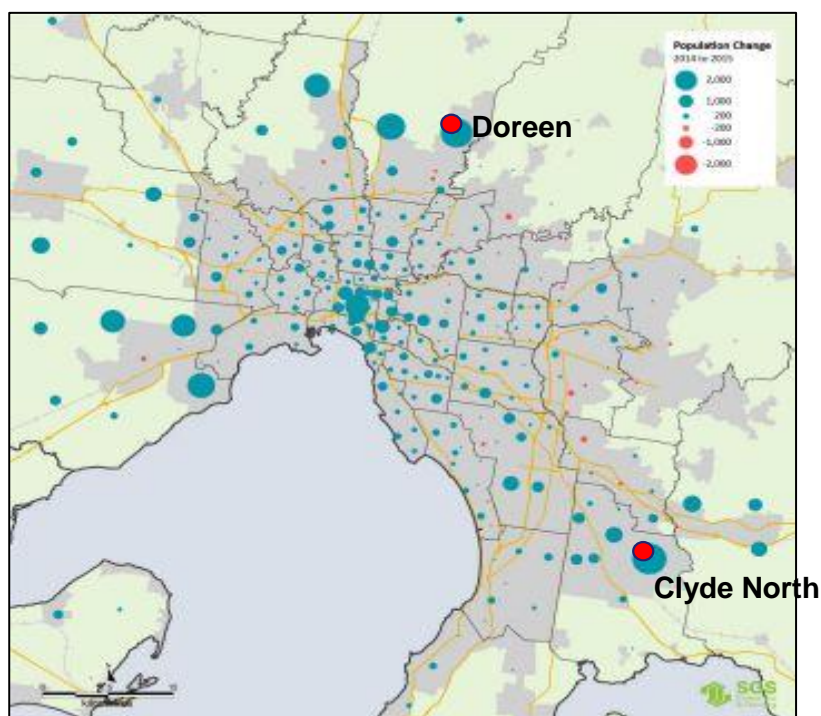 Population Change
2014 to 2015
2,000
1,000
200
-200
-1,000
-2,000
Doreen
Clyde North
SGS